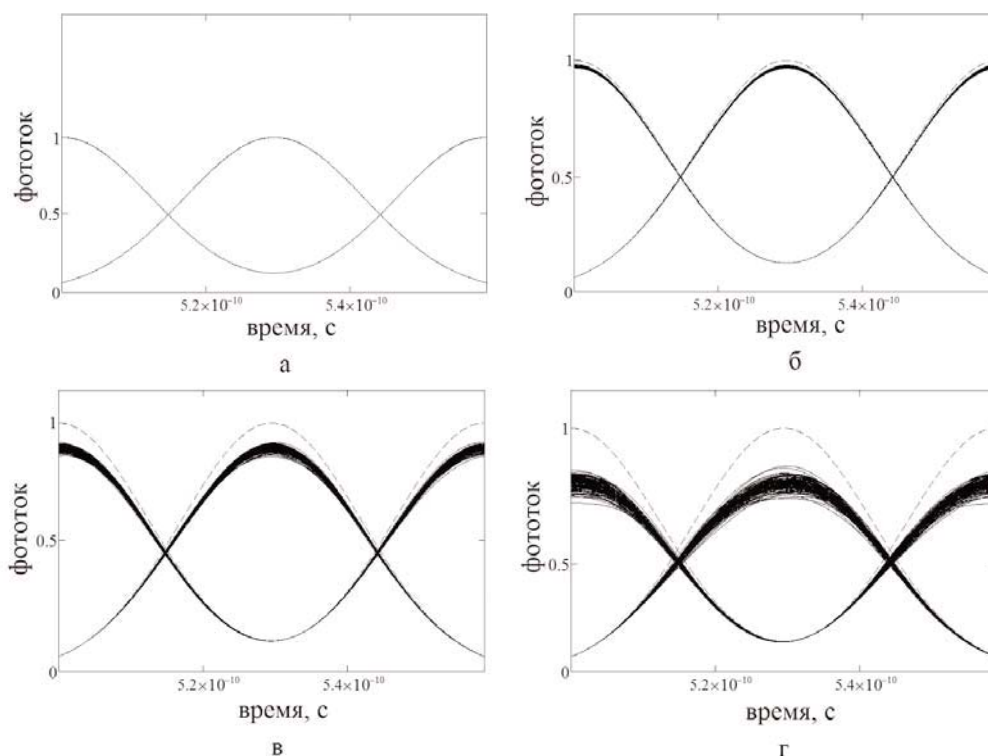 1
фототок
0.5
0
5.2×10⁻¹⁰
5.4×10⁻¹⁰
время, с
а
1
фототок
0.5
0
5.2×10⁻¹⁰
5.4×10⁻¹⁰
время, с
б
1
фототок
0.5
0
5.2×10⁻¹⁰
5.4×10⁻¹⁰
время, с
в
1
фототок
0.5
0
5.2×10⁻¹⁰
5.4×10⁻¹⁰
время, с
г